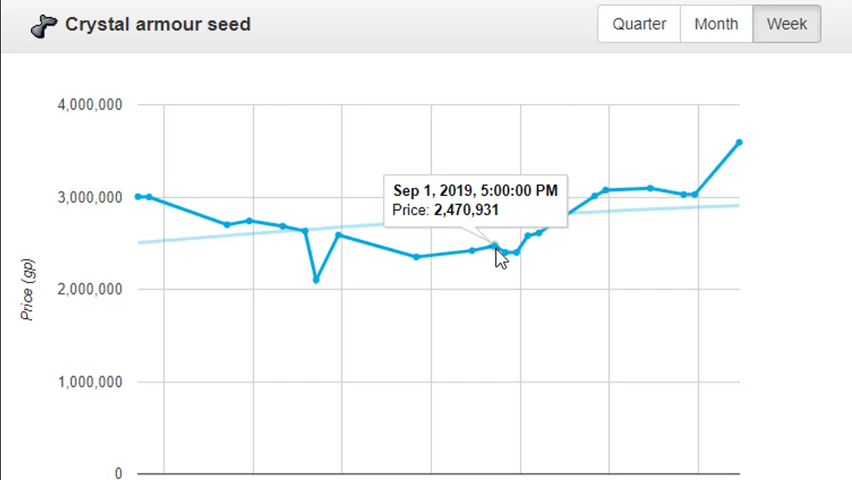 Crystal armour seed
Quarter Month Week
4,000,000
Sep 1, 2019, 5:00:00 PM
3,000,000
Price: 2,470,931
Price (gp)
2,000,000
1,000,000
0